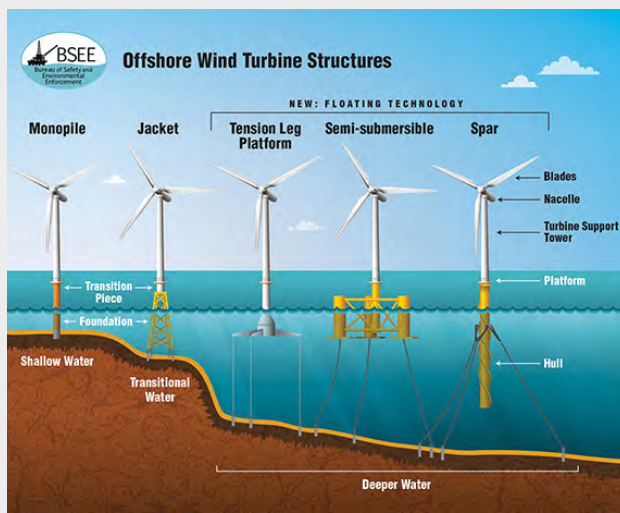 BSEE
Bureau of Safety and
Environmental
Enforcement
Offshore Wind Turbine Structures
NEW: FLOATING TECHNOLOGY
Monopile
Jacket
Tension Leg
Platform
Semi-submersible
Spar
Blades
Nacelle
Turbine Support
Tower
Transition
Piece
Platform
Foundation
Shallow Water
Transitional
Water
Hull
Deeper Water